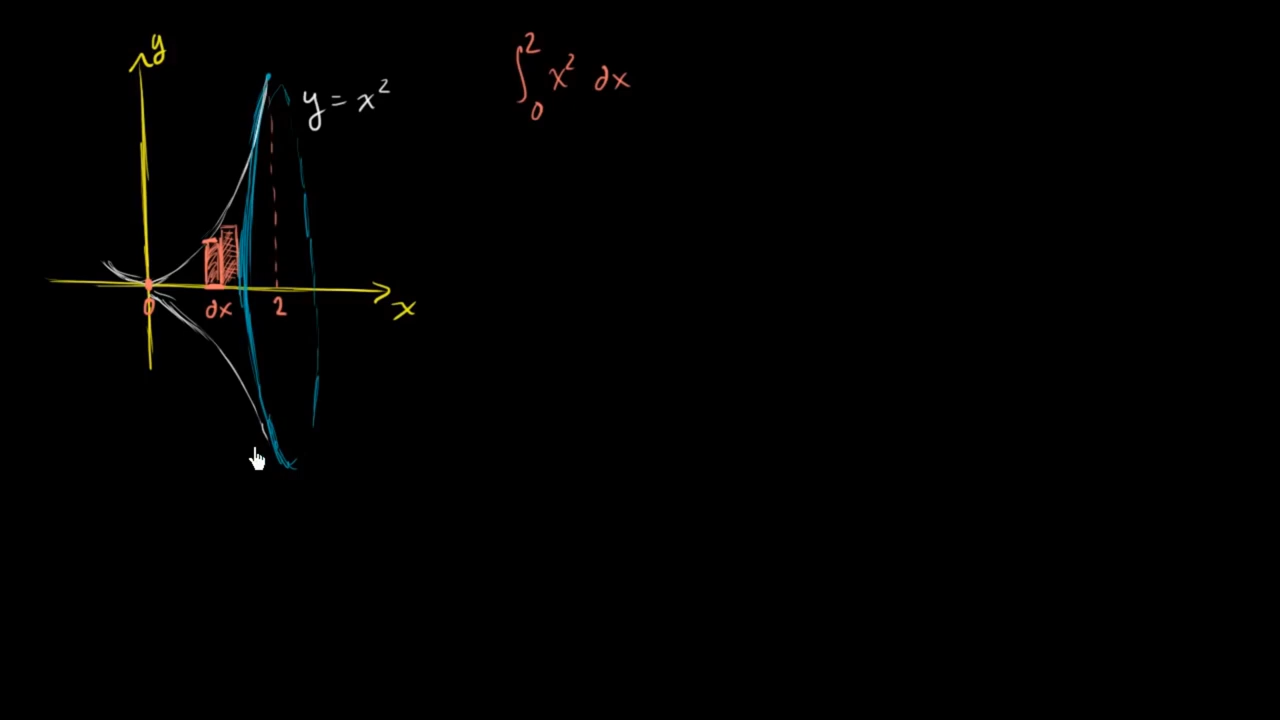 y
y = x²
∫₀² x² dx
0
dx
2
x